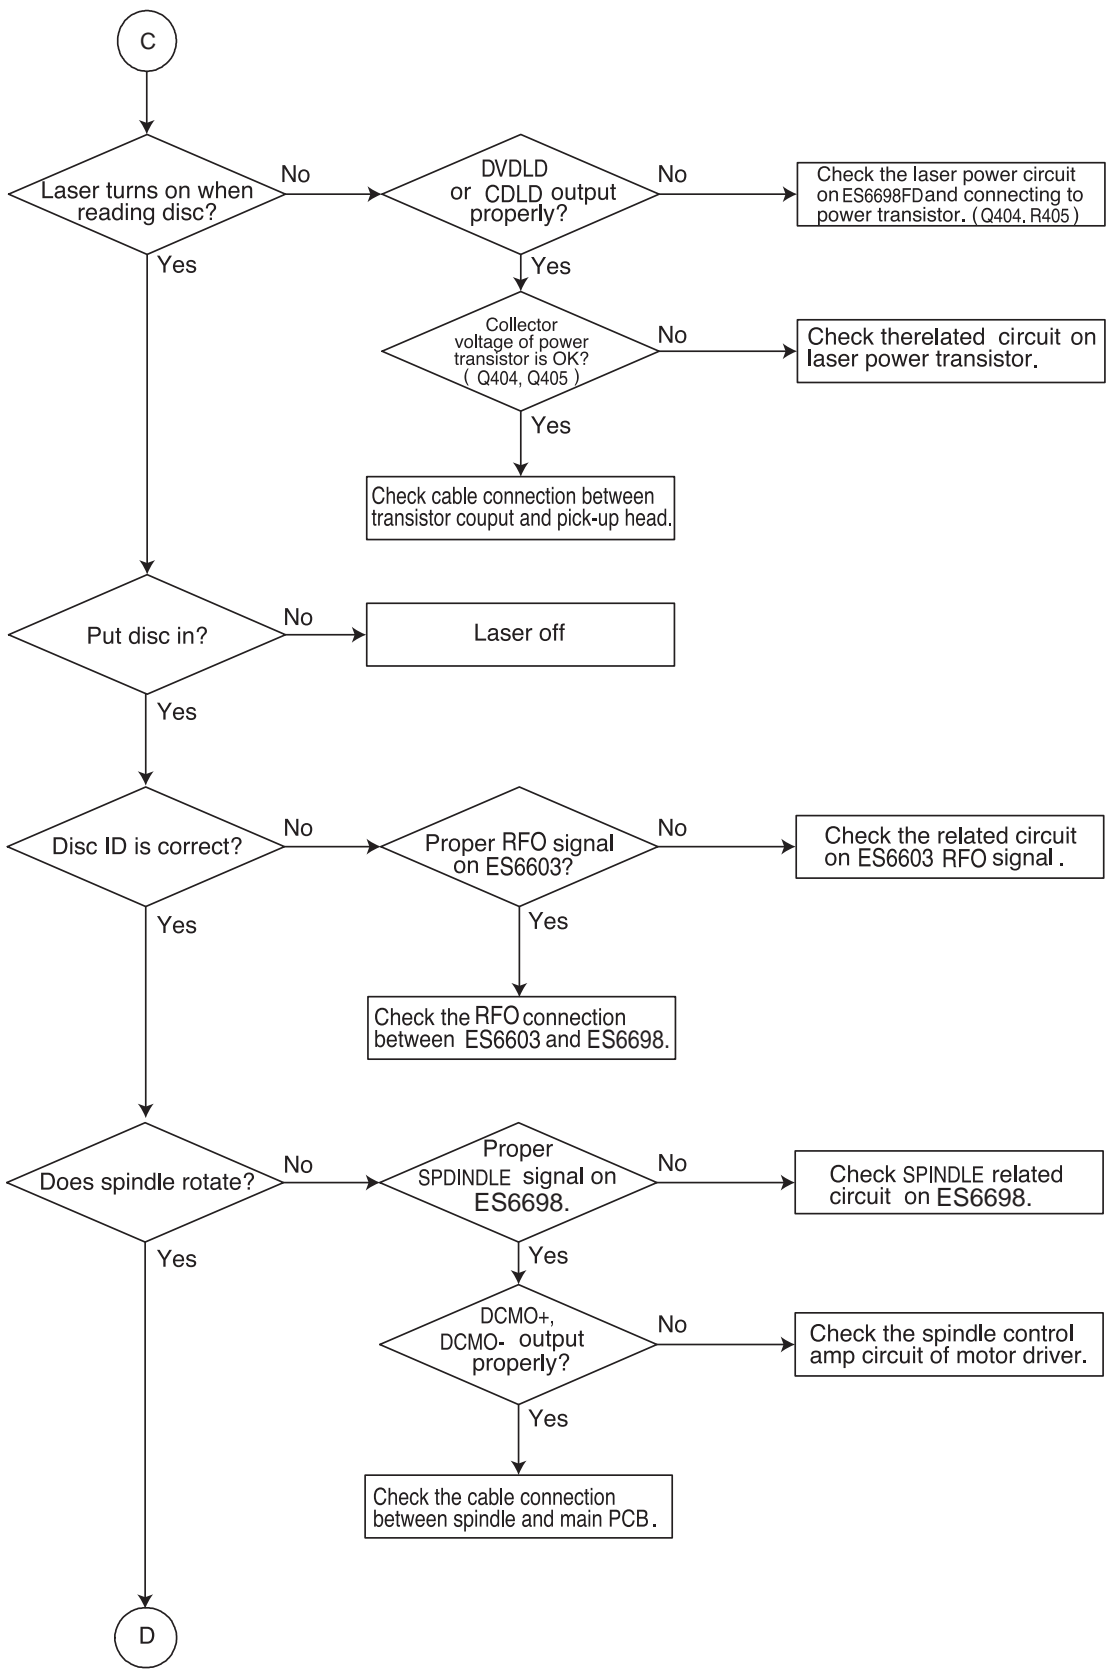 C
Laser turns on when
reading disc?
No
DVDLD
or CDLD output
properly?
No
Check the laser power circuit
on ES6698FD and connecting to
power transistor. (Q404. R405)
Yes
Yes
Collector
voltage of power
transistor is OK?
( Q404, Q405 )
No
Check therelated circuit on
laser power transistor.
Yes
Check cable connection between
transistor couput and pick-up head.
Put disc in?
No
Laser off
Yes
Disc ID is correct?
No
Proper RFO signal
on ES6603?
No
Check the related circuit
on ES6603 RFO signal .
Yes
Yes
Check the RFO connection
between ES6603 and ES6698.
Does spindle rotate?
No
Proper
SPDINDLE signal on
ES6698.
No
Check SPINDLE related
circuit on ES6698.
Yes
Yes
DCMO+,
DCMO- output
properly?
No
Check the spindle control
amp circuit of motor driver.
Yes
Check the cable connection
between spindle and main PCB .
D